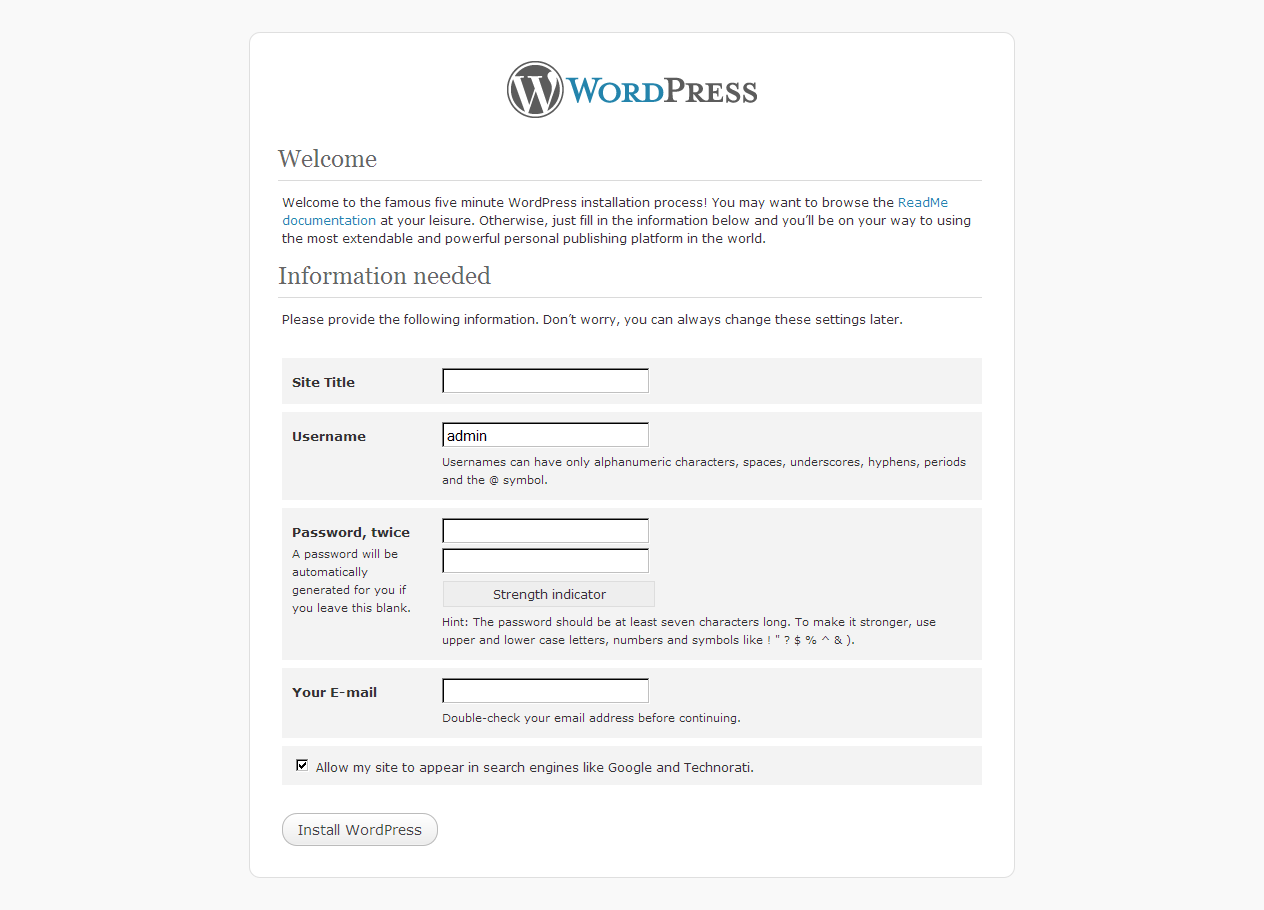 WORDPRESS
Welcome
Welcome to the famous five minute WordPress installation process! You may want to browse the ReadMe
documentation at your leisure. Otherwise, just fill in the information below and you’ll be on your way to using
the most extendable and powerful personal publishing platform in the world.
Information needed
Please provide the following information. Don’t worry, you can always change these settings later.
Site Title
Username
admin
Usernames can have only alphanumeric characters, spaces, underscores, hyphens, periods
and the @ symbol.
Password, twice
A password will be
automatically
generated for you if
you leave this blank.
Strength indicator
Hint: The password should be at least seven characters long. To make it stronger, use
upper and lower case letters, numbers and symbols like ! " ? $ % ^ & ).
Your E-mail
Double-check your email address before continuing.
Allow my site to appear in search engines like Google and Technorati.
Install WordPress